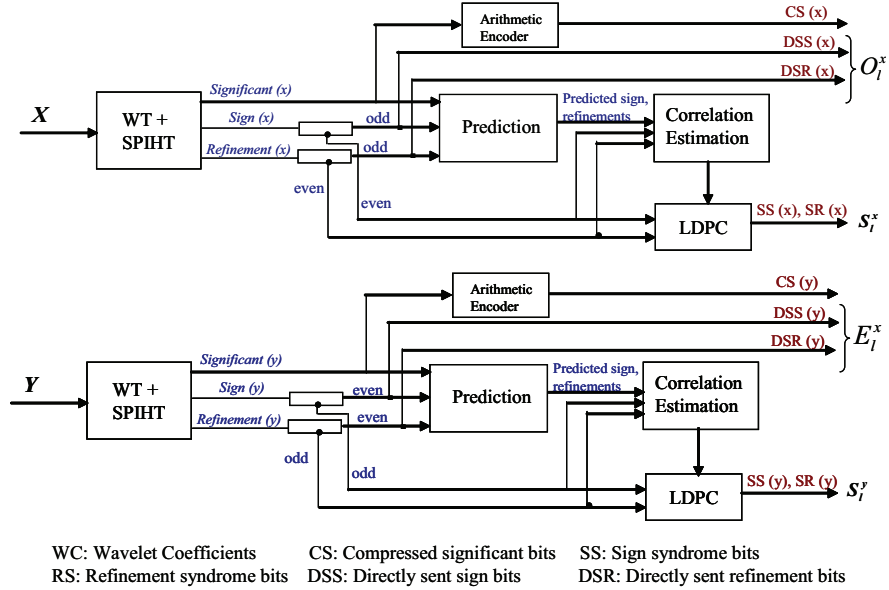 CS (x)
Arithmetic
Encoder
DSS (x)
DSR (x)
O_l^x
Significant (x)
X
WT +
SPIHT
Sign (x)
odd
Refinement (x)
odd
Prediction
Predicted sign,
refinements
Correlation
Estimation
even
even
LDPC
SS (x), SR (x)
S_l^x
CS (y)
Arithmetic
Encoder
DSS (y)
DSR (y)
E_l^x
Significant (y)
Y
WT +
SPIHT
Sign (y)
even
Refinement (y)
even
Prediction
Predicted sign,
refinements
Correlation
Estimation
odd
odd
LDPC
SS (y), SR (y)
S_l^y
WC: Wavelet Coefficients CS: Compressed significant bits SS: Sign syndrome bits
RS: Refinement syndrome bits DSS: Directly sent sign bits DSR: Directly sent refinement bits